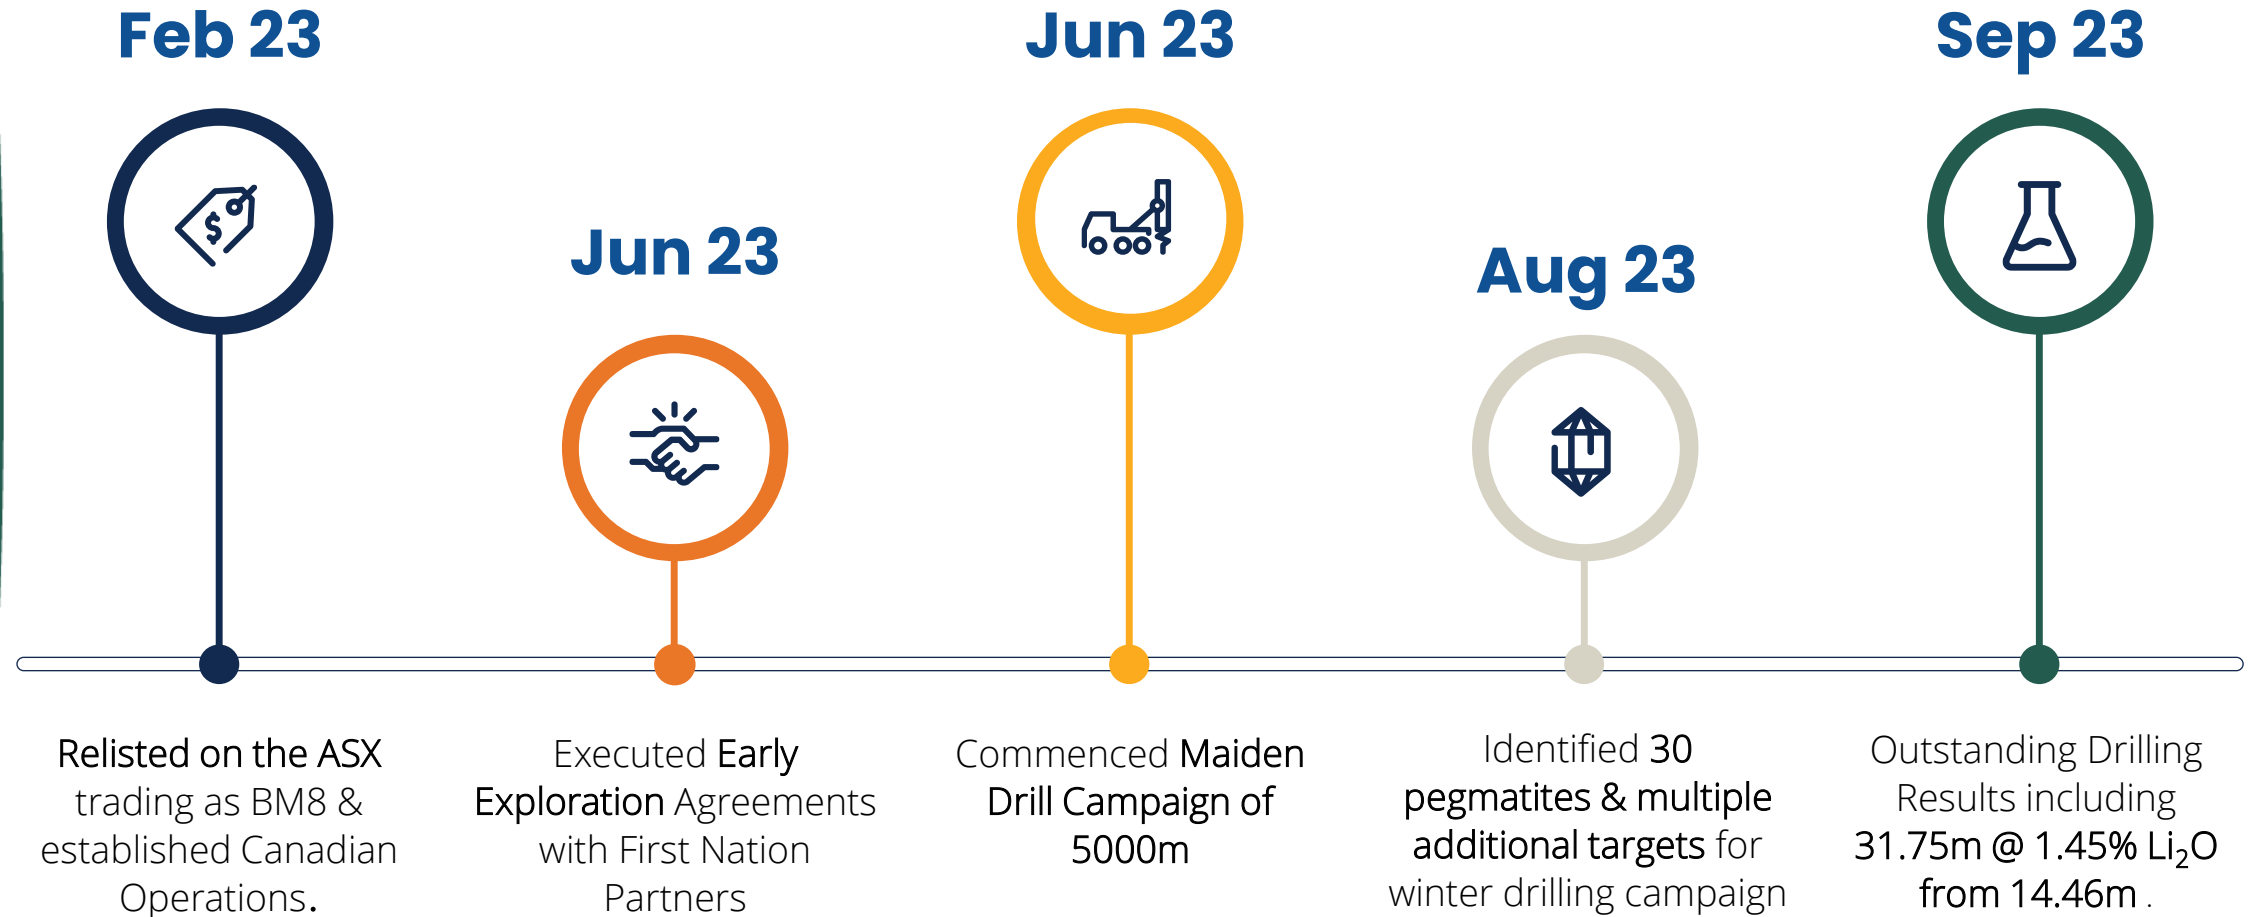 Feb 23
Relisted on the ASX
trading as BM8 &
established Canadian
Operations.
Jun 23
Executed Early
Exploration Agreements
with First Nation
Partners
Jun 23
Commenced Maiden
Drill Campaign of
5000m
Aug 23
Identified 30
pegmatites & multiple
additional targets for
winter drilling campaign
Sep 23
Outstanding Drilling
Results including
31.75m @ 1.45% Li₂O
from 14.46m .
$